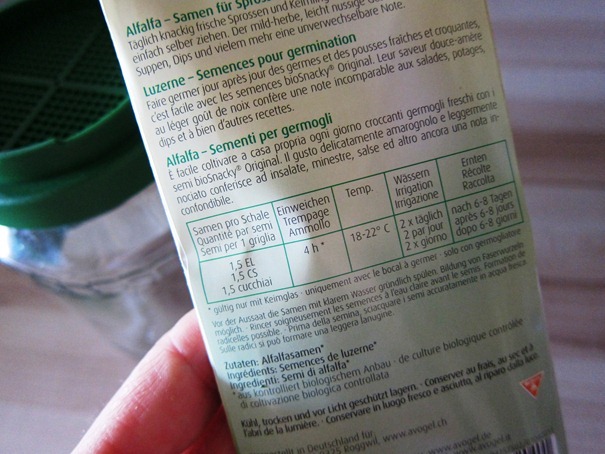 Alfalfa – Samen für
Täglich knackig frische Sprossen und
einfach selber ziehen. Der mild-herbe, leicht nussige
Suppen, Dips und vielem mehr eine unverwechselbare Note.
Luzerne – Semences pour germination
Faire germer jour après jour des germes et des pousses fraîches et croquantes,
c'est facile avec les semences bioSnacky® Original. Leur saveur douce-amère
au léger goût de noix confère une note incomparable aux salades, potages,
dips et à bien d'autres recettes.
Alfalfa – Sementi per germogli
È facile coltivare a casa propria ogni giorno croccanti germogli freschi con i
semi bioSnacky® Original. Il gusto delicatamente amarognolo e leggermente
nociato conferisce ad insalate, minestre, salse ed altro ancora una nota in-
confondibile.
Samen pro Schale Einweichen Temp. Wässern Ernten
Quantité par semi Trempage Irrigation Récolte
Semi per 1 griglia Ammollo Irrigazione Raccolta
1,5 EL 4 h* 18-22° C 2 x täglich nach 6-8 Tagen
1,5 CS 2 par jour après 6-8 jours
1,5 cucchiai 2 x giorno dopo 6-8 giorni
* gültig nur mit Keimglas · uniquement avec le bocal à germer · solo con germogliatore
Vor der Aussaat die Samen mit klarem Wasser gründlich spülen. Bildung von Faserwurzeln
möglich. · Rincer soigneusement les semences à l'eau claire avant le semis. Formation de
radicelles possible. · Prima della semina, sciacquare i semi accuratamente in acqua fresca.
Sulle radici si può formare una leggera lanugine.
Zutaten: Alfalfasamen*
Ingrédients: Semences de luzerne*
Ingredienti: Semi di alfalfa*
*aus kontrolliert biologischem Anbau · de culture biologique contrôlée
di coltivazione biologica controllata
Kühl, trocken und vor Licht geschützt lagern. · Conserver au frais, au sec et à
l'abri de la lumière. · Conservare in luogo fresco e asciutto, al riparo dalla luce.
in Deutschland für
Roggwil, www.avogel.ch
www.avogel.de